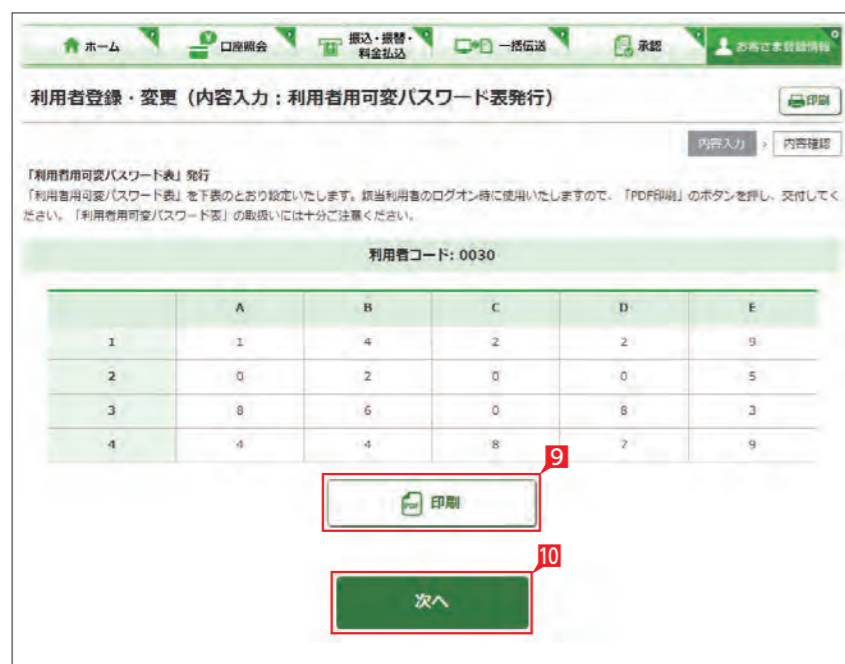 ホーム
口座照会
振込・振替・
料金払込
一括伝送
承認
お客さま登録情報
利用者登録・変更（内容入力：利用者用可変パスワード表発行）
印刷
内容入力 › 内容確認
「利用者用可変パスワード表」発行
「利用者用可変パスワード表」を下表のとおり設定いたします。該当利用者のログオン時に使用いたしますので、「PDF印刷」のボタンを押し、交付してく
ださい。「利用者用可変パスワード表」の取扱いには十分ご注意ください。
利用者コード: 0030
A B C D E
1 1 4 2 2 9
2 0 2 0 0 5
3 8 6 0 8 3
4 4 4 8 7 9
9
PDF 印刷
10
次へ